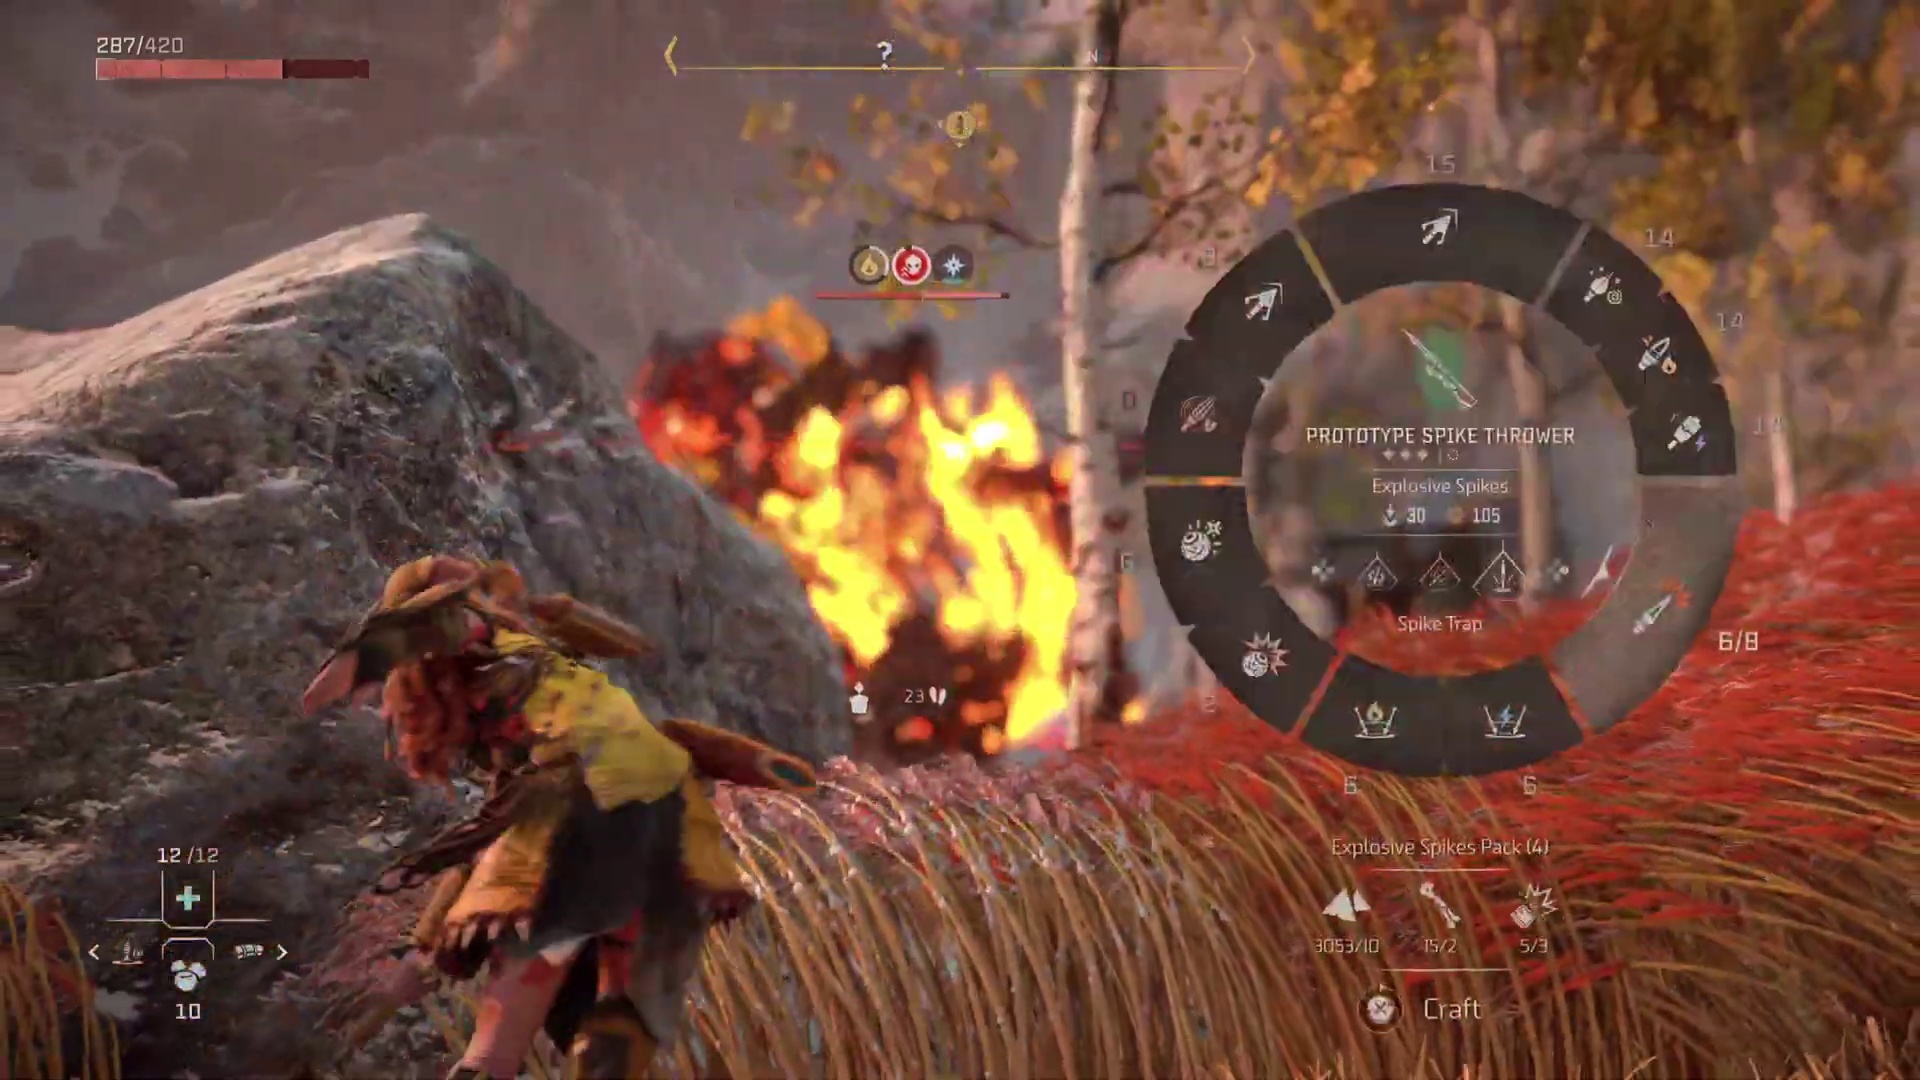 287/420
?
N
15
14
14
0
PROTOTYPE SPIKE THROWER
Explosive Spikes
30 105
Spike Trap
6/8
23
6 6
12/12
10
Explosive Spikes Pack (4)
3053/10 15/2 5/3
Craft